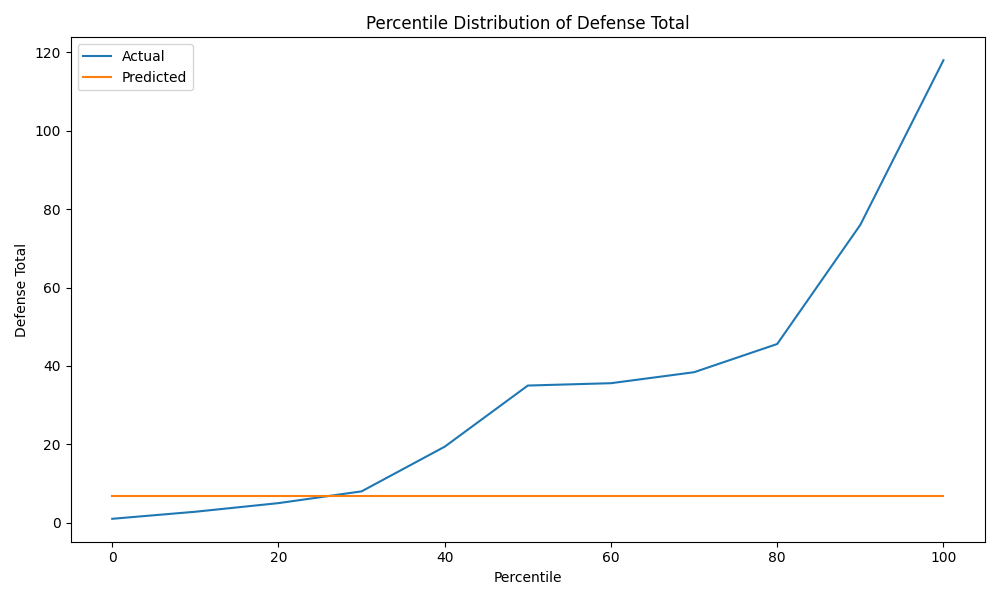 Percentile Distribution of Defense Total
Actual
Predicted
120
100
80
60
40
20
0
Defense Total
0 20 40 60 80 100
Percentile